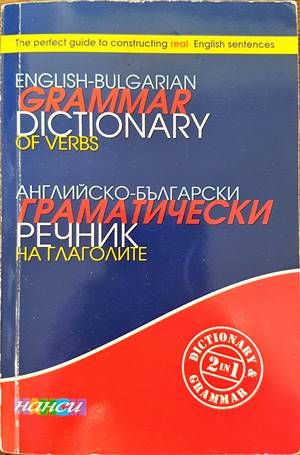 The perfect guide to constructing real English sentences
ENGLISH-BULGARIAN
GRAMMAR
DICTIONARY
OF VERBS
АНГЛИЙСКО-БЪЛГАРСКИ
ГРАМАТИЧЕСКИ
РЕЧНИК
НА ГЛАГОЛИТЕ
DICTIONARY &
2 IN 1
GRAMMAR
нанси